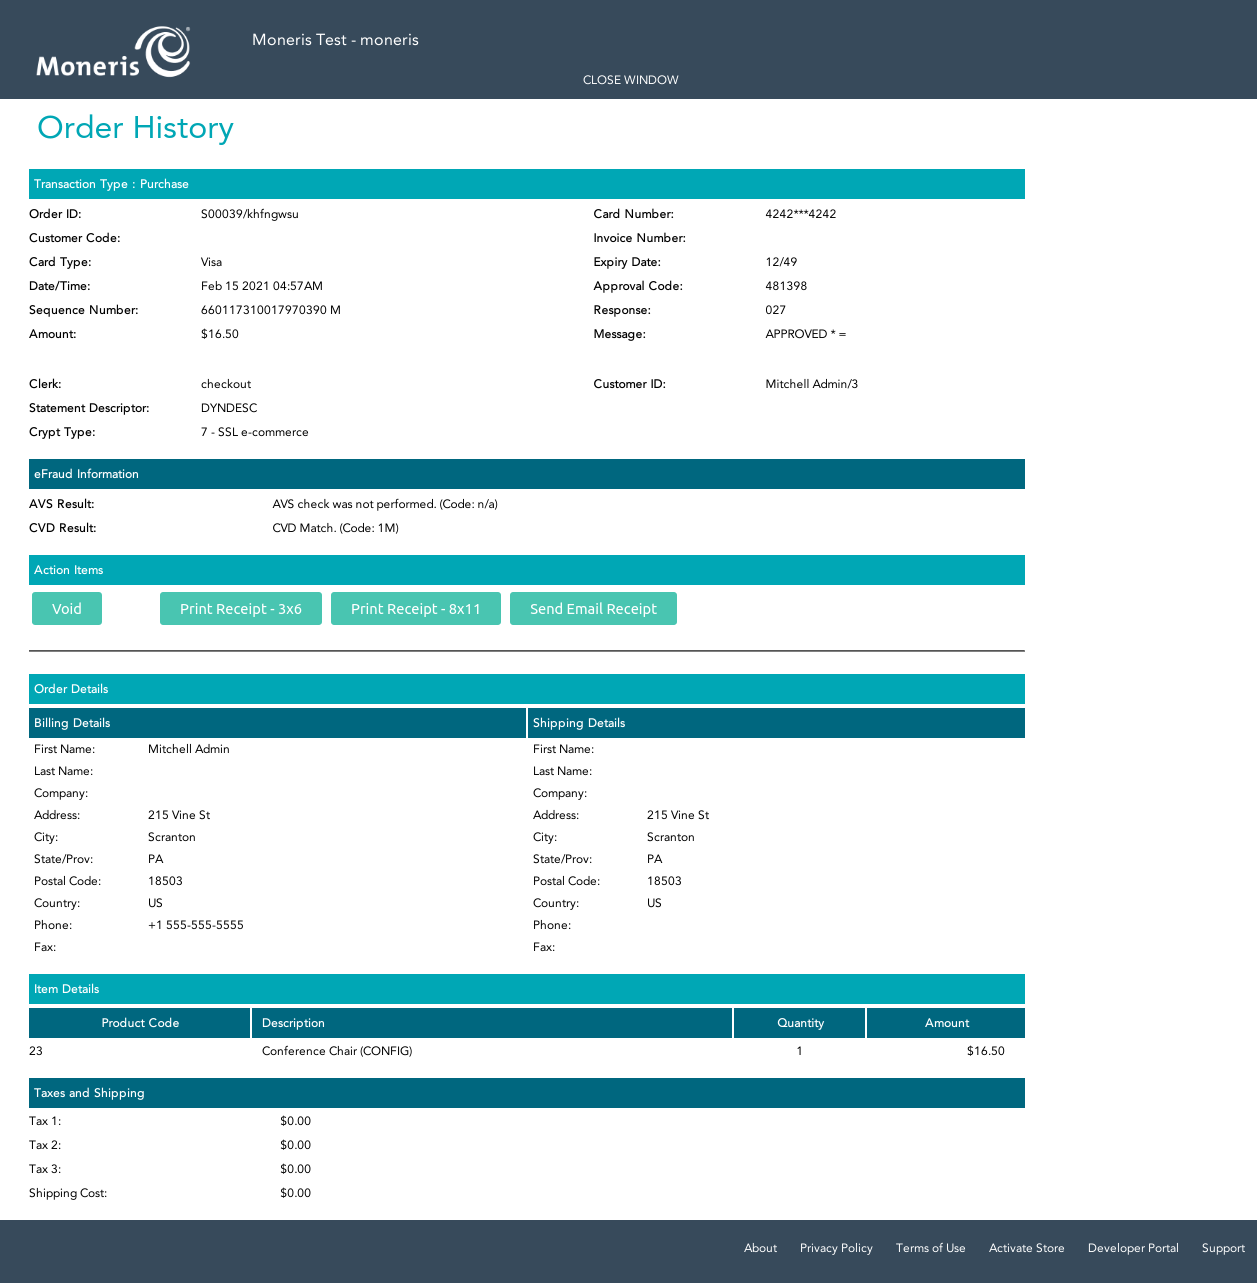 Moneris
Moneris Test - moneris
CLOSE WINDOW
Order History
Transaction Type : Purchase
Order ID: S00039/khfngwsu Card Number: 4242***4242
Customer Code: Invoice Number:
Card Type: Visa Expiry Date: 12/49
Date/Time: Feb 15 2021 04:57AM Approval Code: 481398
Sequence Number: 660117310017970390 M Response: 027
Amount: $16.50 Message: APPROVED * =
Clerk: checkout Customer ID: Mitchell Admin/3
Statement Descriptor: DYNDESC
Crypt Type: 7 - SSL e-commerce
eFraud Information
AVS Result: AVS check was not performed. (Code: n/a)
CVD Result: CVD Match. (Code: 1M)
Action Items
Void Print Receipt - 3x6 Print Receipt - 8x11 Send Email Receipt
Order Details
Billing Details Shipping Details
First Name: Mitchell Admin First Name:
Last Name: Last Name:
Company: Company:
Address: 215 Vine St Address: 215 Vine St
City: Scranton City: Scranton
State/Prov: PA State/Prov: PA
Postal Code: 18503 Postal Code: 18503
Country: US Country: US
Phone: +1 555-555-5555 Phone:
Fax: Fax:
Item Details
Product Code Description Quantity Amount
23 Conference Chair (CONFIG) 1 $16.50
Taxes and Shipping
Tax 1: $0.00
Tax 2: $0.00
Tax 3: $0.00
Shipping Cost: $0.00
About Privacy Policy Terms of Use Activate Store Developer Portal Support